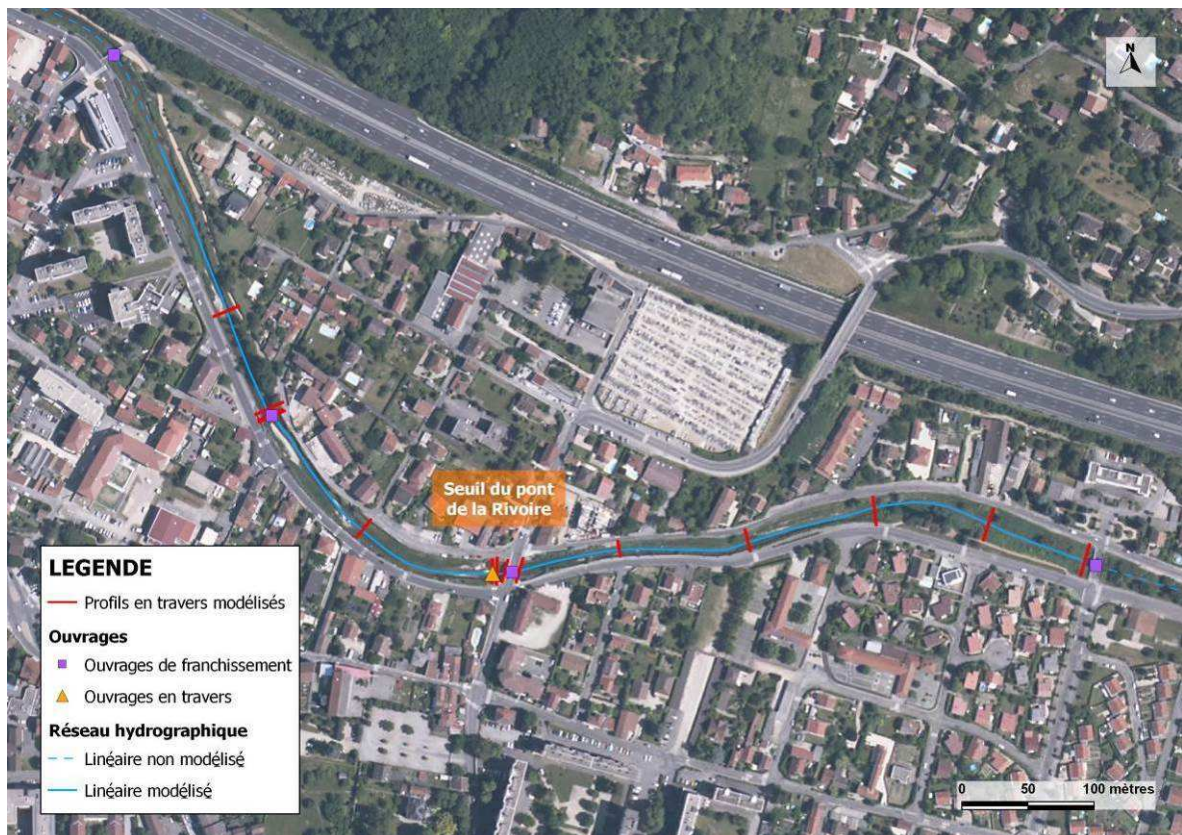 N
Seuil du pont
de la Rivoire
LEGENDE
Profils en travers modélisés
Ouvrages
Ouvrages de franchissement
Ouvrages en travers
Réseau hydrographique
Linéaire non modélisé
Linéaire modélisé
0 50 100 mètres